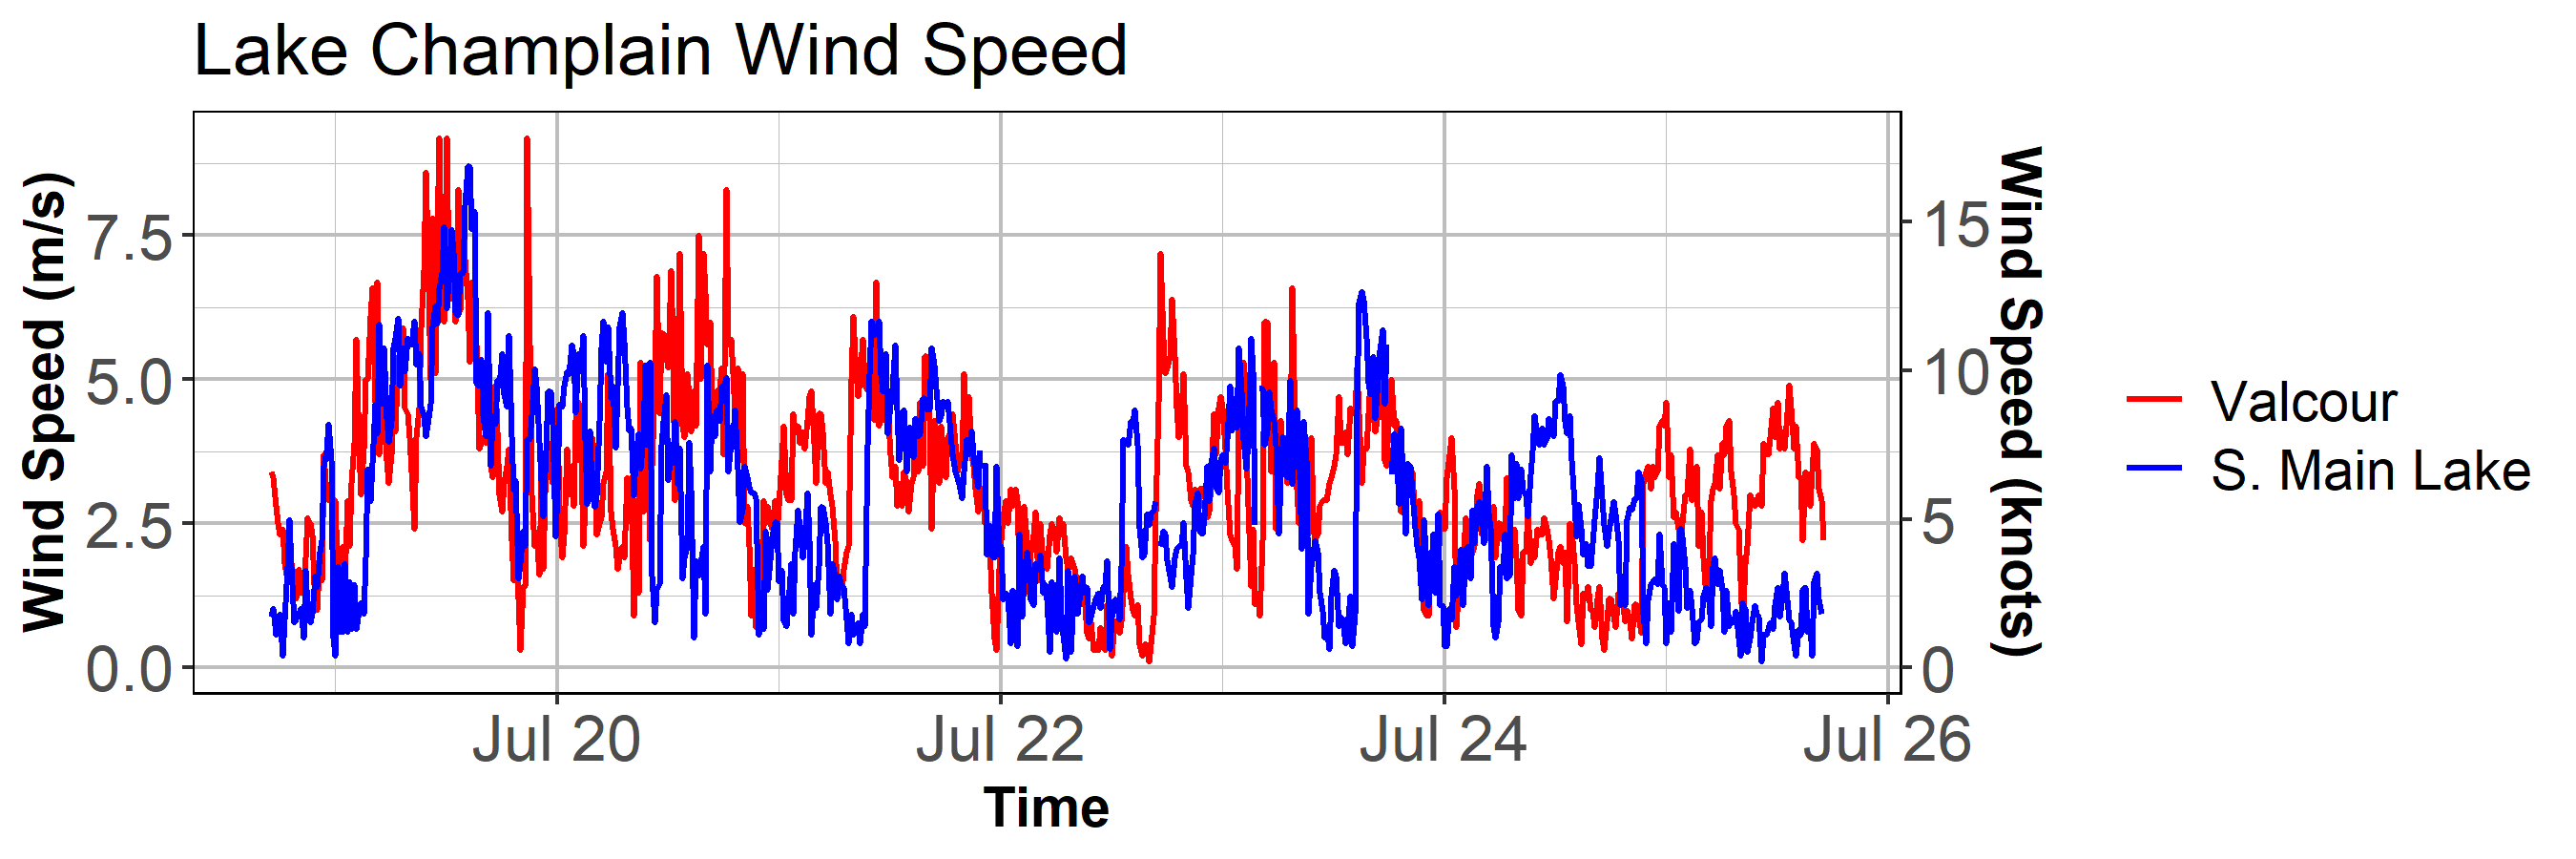 Lake Champlain Wind Speed
Wind Speed (m/s)
7.5
5.0
2.5
0.0
15
10
5
0
Wind Speed (knots)
Valcour
S. Main Lake
Jul 20
Jul 22
Jul 24
Jul 26
Time